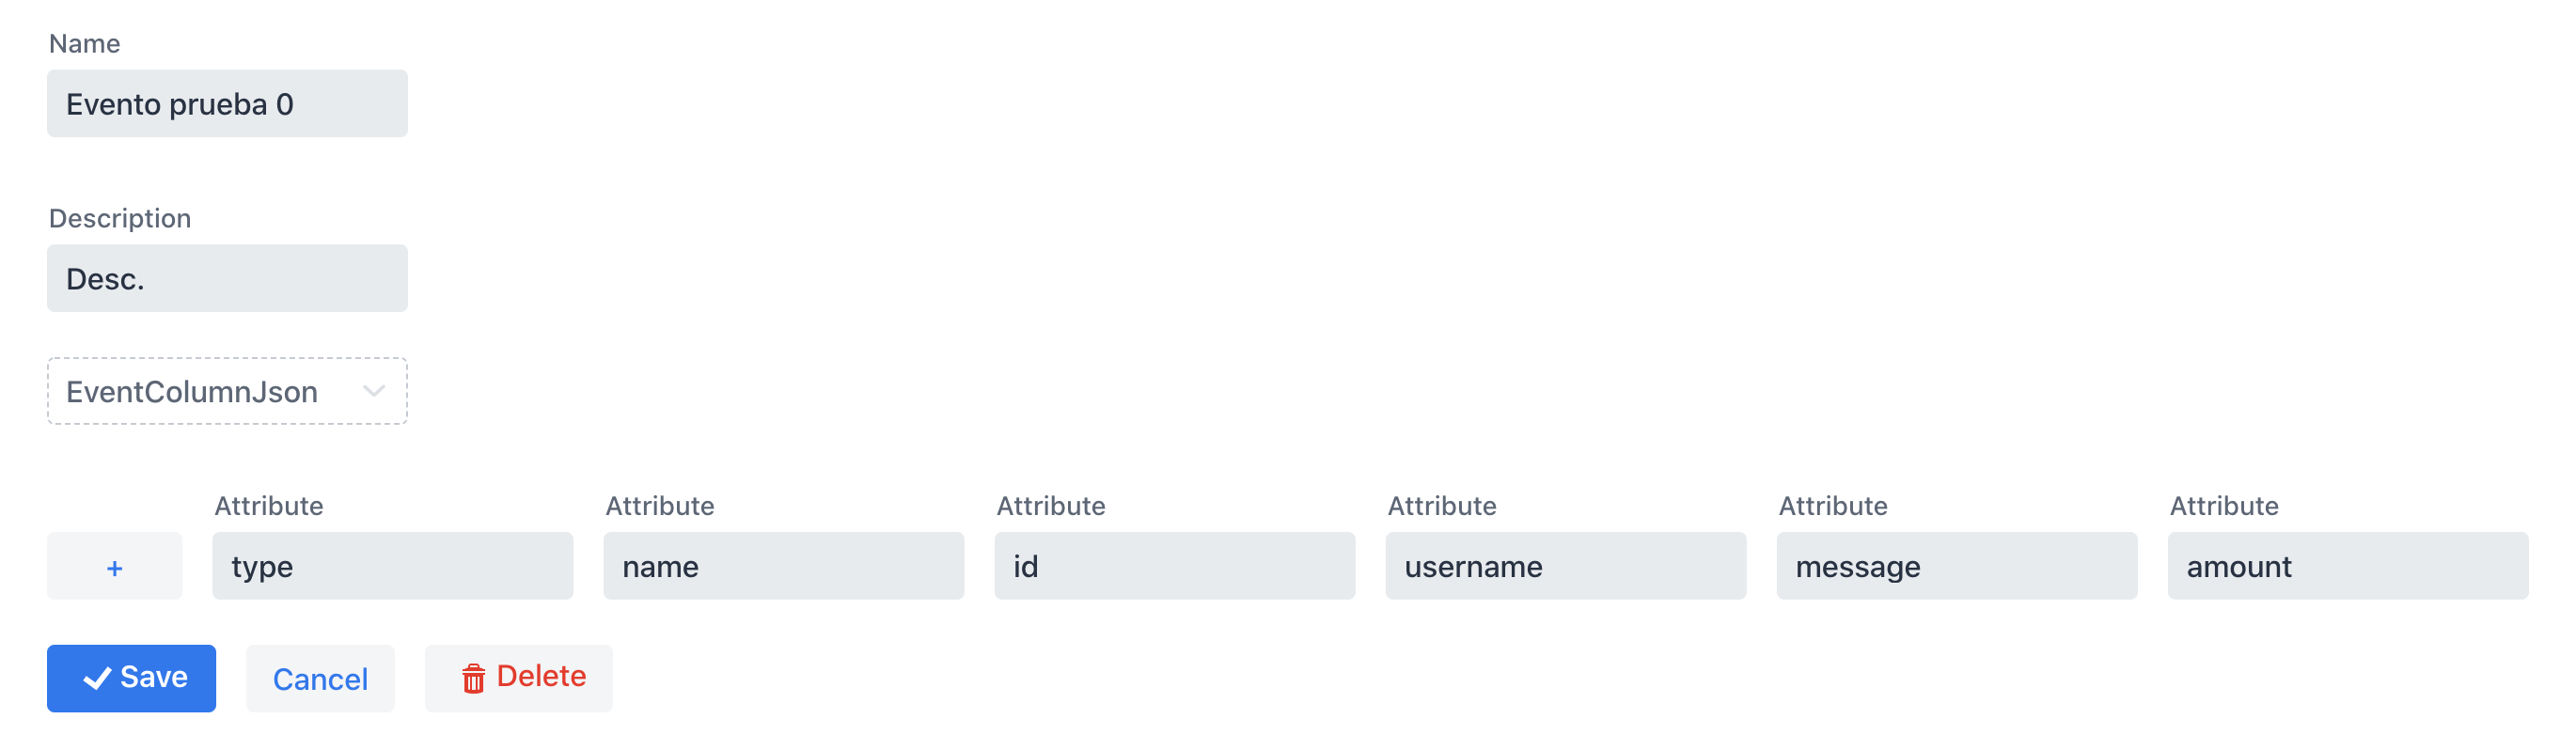 Name
Evento prueba 0
Description
Desc.
EventColumnJson
Attribute Attribute Attribute Attribute Attribute Attribute
+ type name id username message amount
Save Cancel Delete